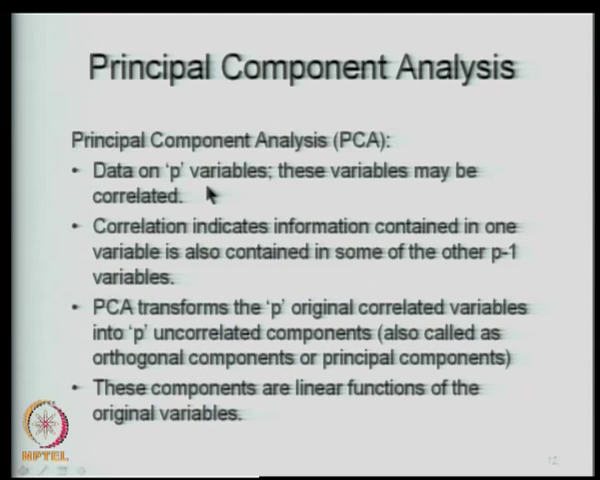 Principal Component Analysis
Principal Component Analysis (PCA):
• Data on 'p' variables; these variables may be
correlated.
• Correlation indicates information contained in one
variable is also contained in some of the other p-1
variables.
• PCA transforms the 'p' original correlated variables
into 'p' uncorrelated components (also called as
orthogonal components or principal components)
• These components are linear functions of the
original variables.
NPTEL
12